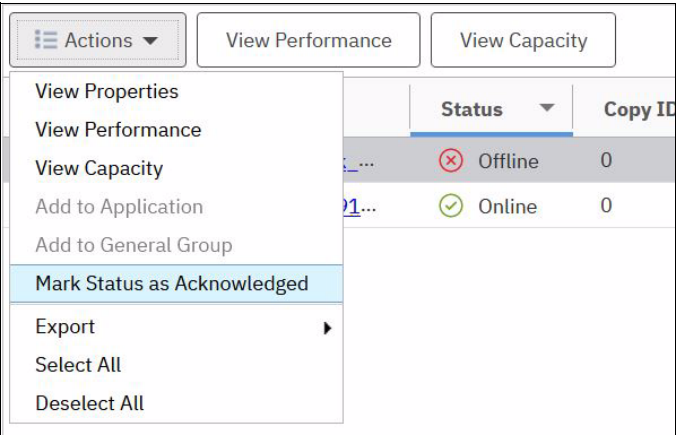 Actions
View Performance
View Capacity
View Properties
View Performance
View Capacity
Add to Application
Add to General Group
Mark Status as Acknowledged
Export
Select All
Deselect All
Status
Copy ID
...
Offline
0
91...
Online
0